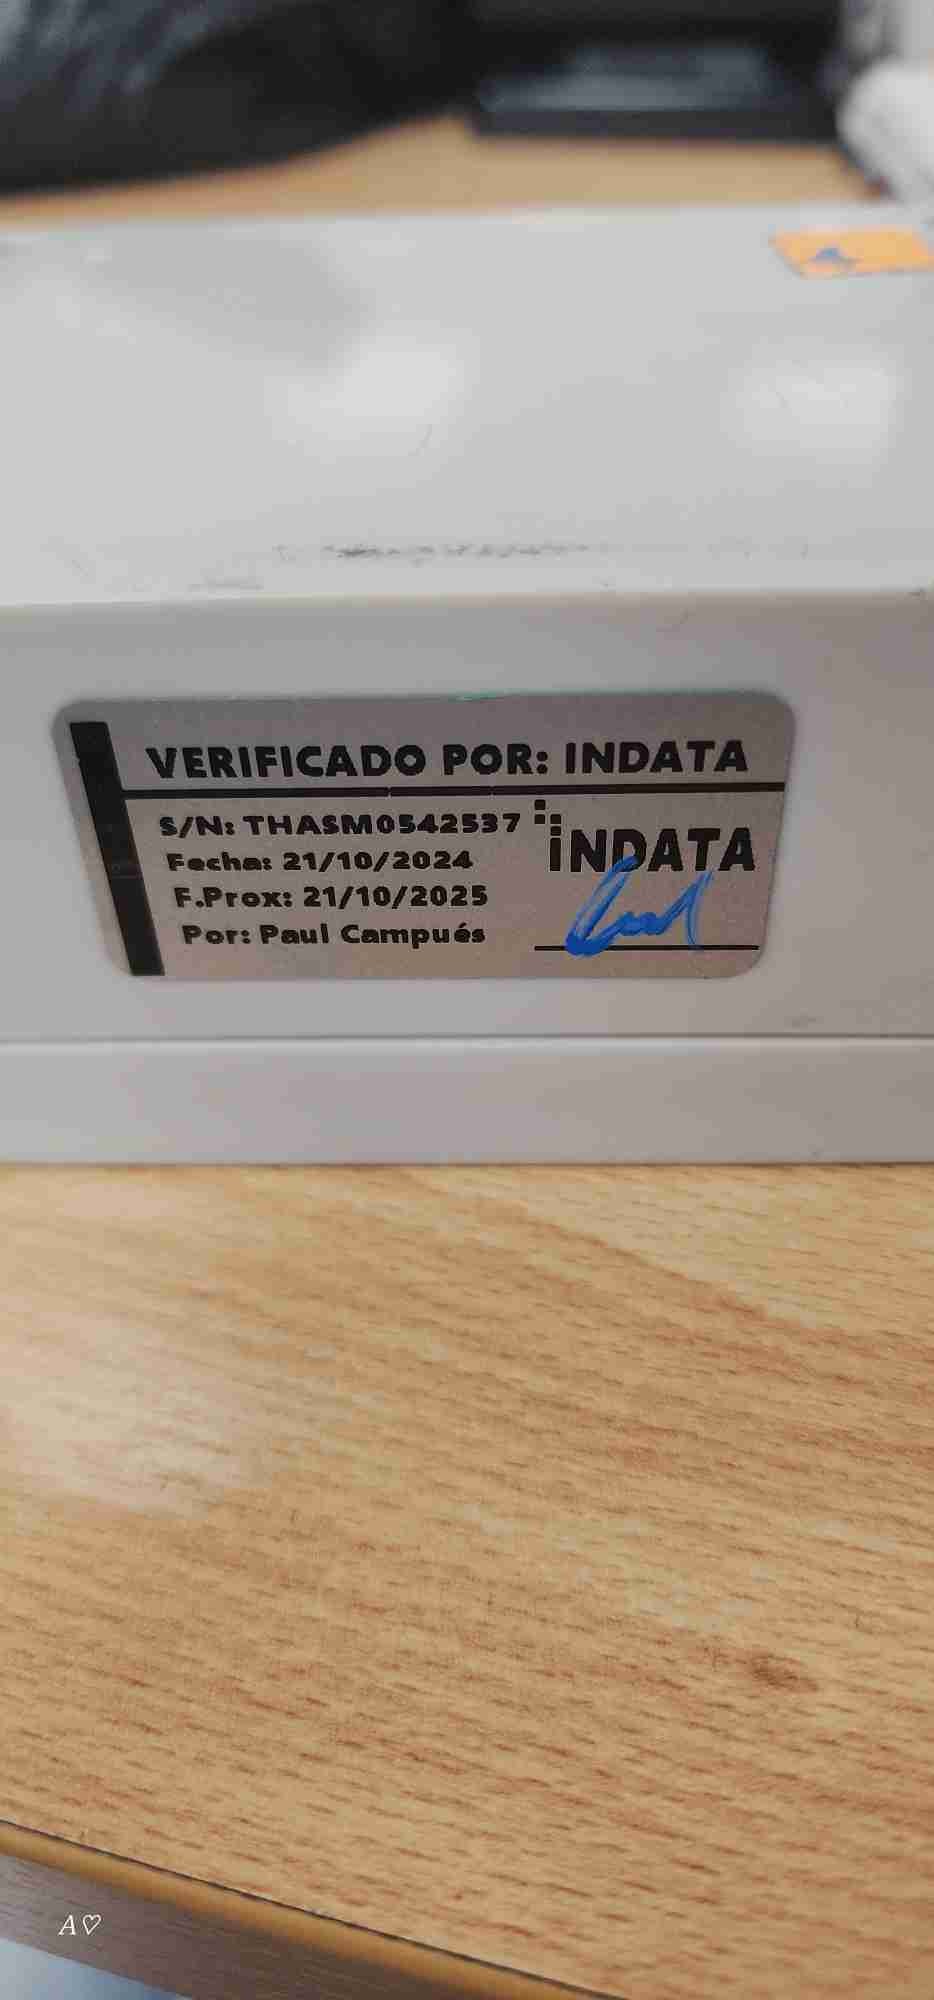 VERIFICADO POR: INDATA
S/N: THASM0542537
INDATA
Fecha: 21/10/2024
F.Prox: 21/10/2025
Por: Paul Campués
A♡